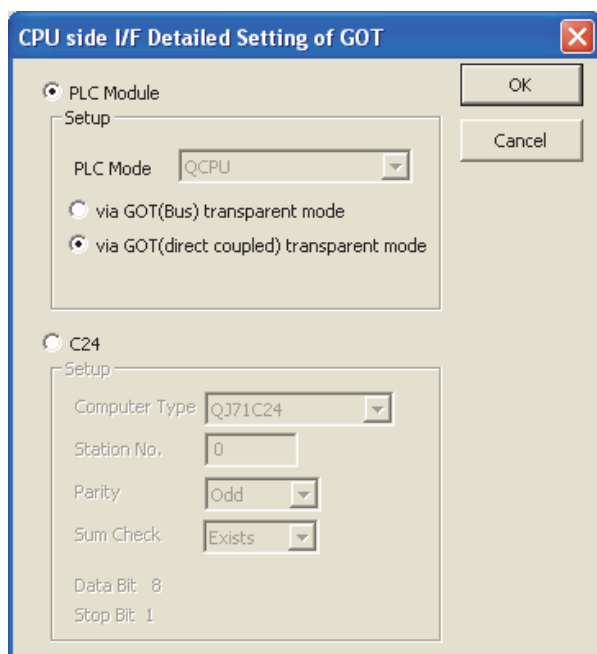 CPU side I/F Detailed Setting of GOT
PLC Module
OK
Setup
Cancel
PLC Mode QCPU
via GOT(Bus) transparent mode
via GOT(direct coupled) transparent mode
C24
Setup
Computer Type QJ71C24
Station No. 0
Parity Odd
Sum Check Exists
Data Bit 8
Stop Bit 1